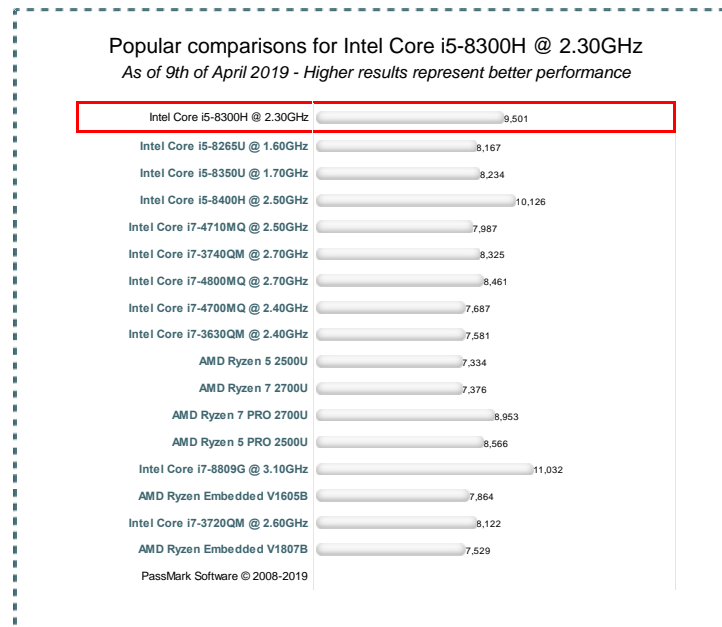 Popular comparisons for Intel Core i5-8300H @ 2.30GHz
As of 9th of April 2019 - Higher results represent better performance
Intel Core i5-8300H @ 2.30GHz 9,501
Intel Core i5-8265U @ 1.60GHz 8,167
Intel Core i5-8350U @ 1.70GHz 8,234
Intel Core i5-8400H @ 2.50GHz 10,126
Intel Core i7-4710MQ @ 2.50GHz 7,987
Intel Core i7-3740QM @ 2.70GHz 8,325
Intel Core i7-4800MQ @ 2.70GHz 8,461
Intel Core i7-4700MQ @ 2.40GHz 7,687
Intel Core i7-3630QM @ 2.40GHz 7,581
AMD Ryzen 5 2500U 7,334
AMD Ryzen 7 2700U 7,376
AMD Ryzen 7 PRO 2700U 8,953
AMD Ryzen 5 PRO 2500U 8,566
Intel Core i7-8809G @ 3.10GHz 11,032
AMD Ryzen Embedded V1605B 7,864
Intel Core i7-3720QM @ 2.60GHz 8,122
AMD Ryzen Embedded V1807B 7,529
PassMark Software © 2008-2019